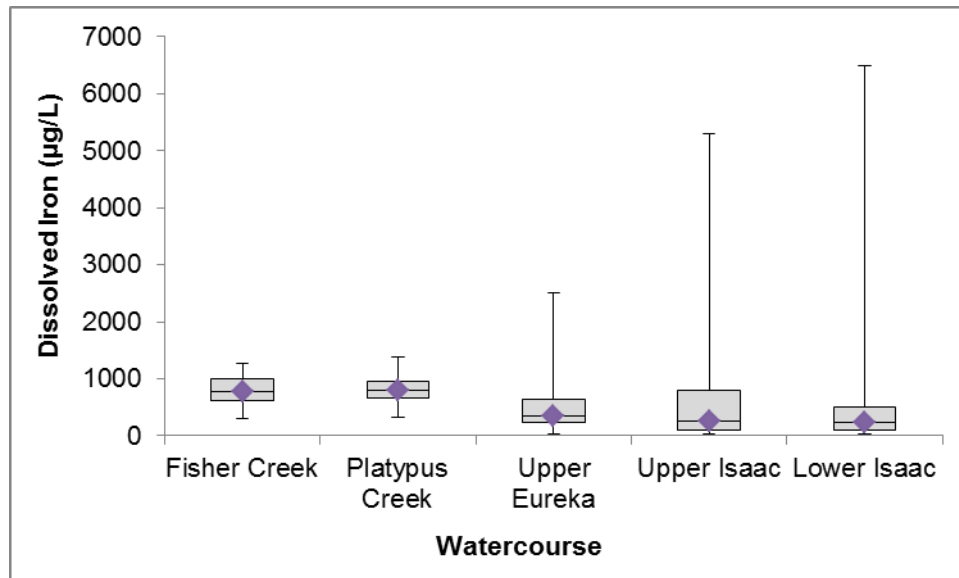 7000
6000
5000
4000
3000
2000
1000
0
Dissolved Iron (µg/L)
Fisher Creek
Platypus
Creek
Upper
Eureka
Upper Isaac
Lower Isaac
Watercourse